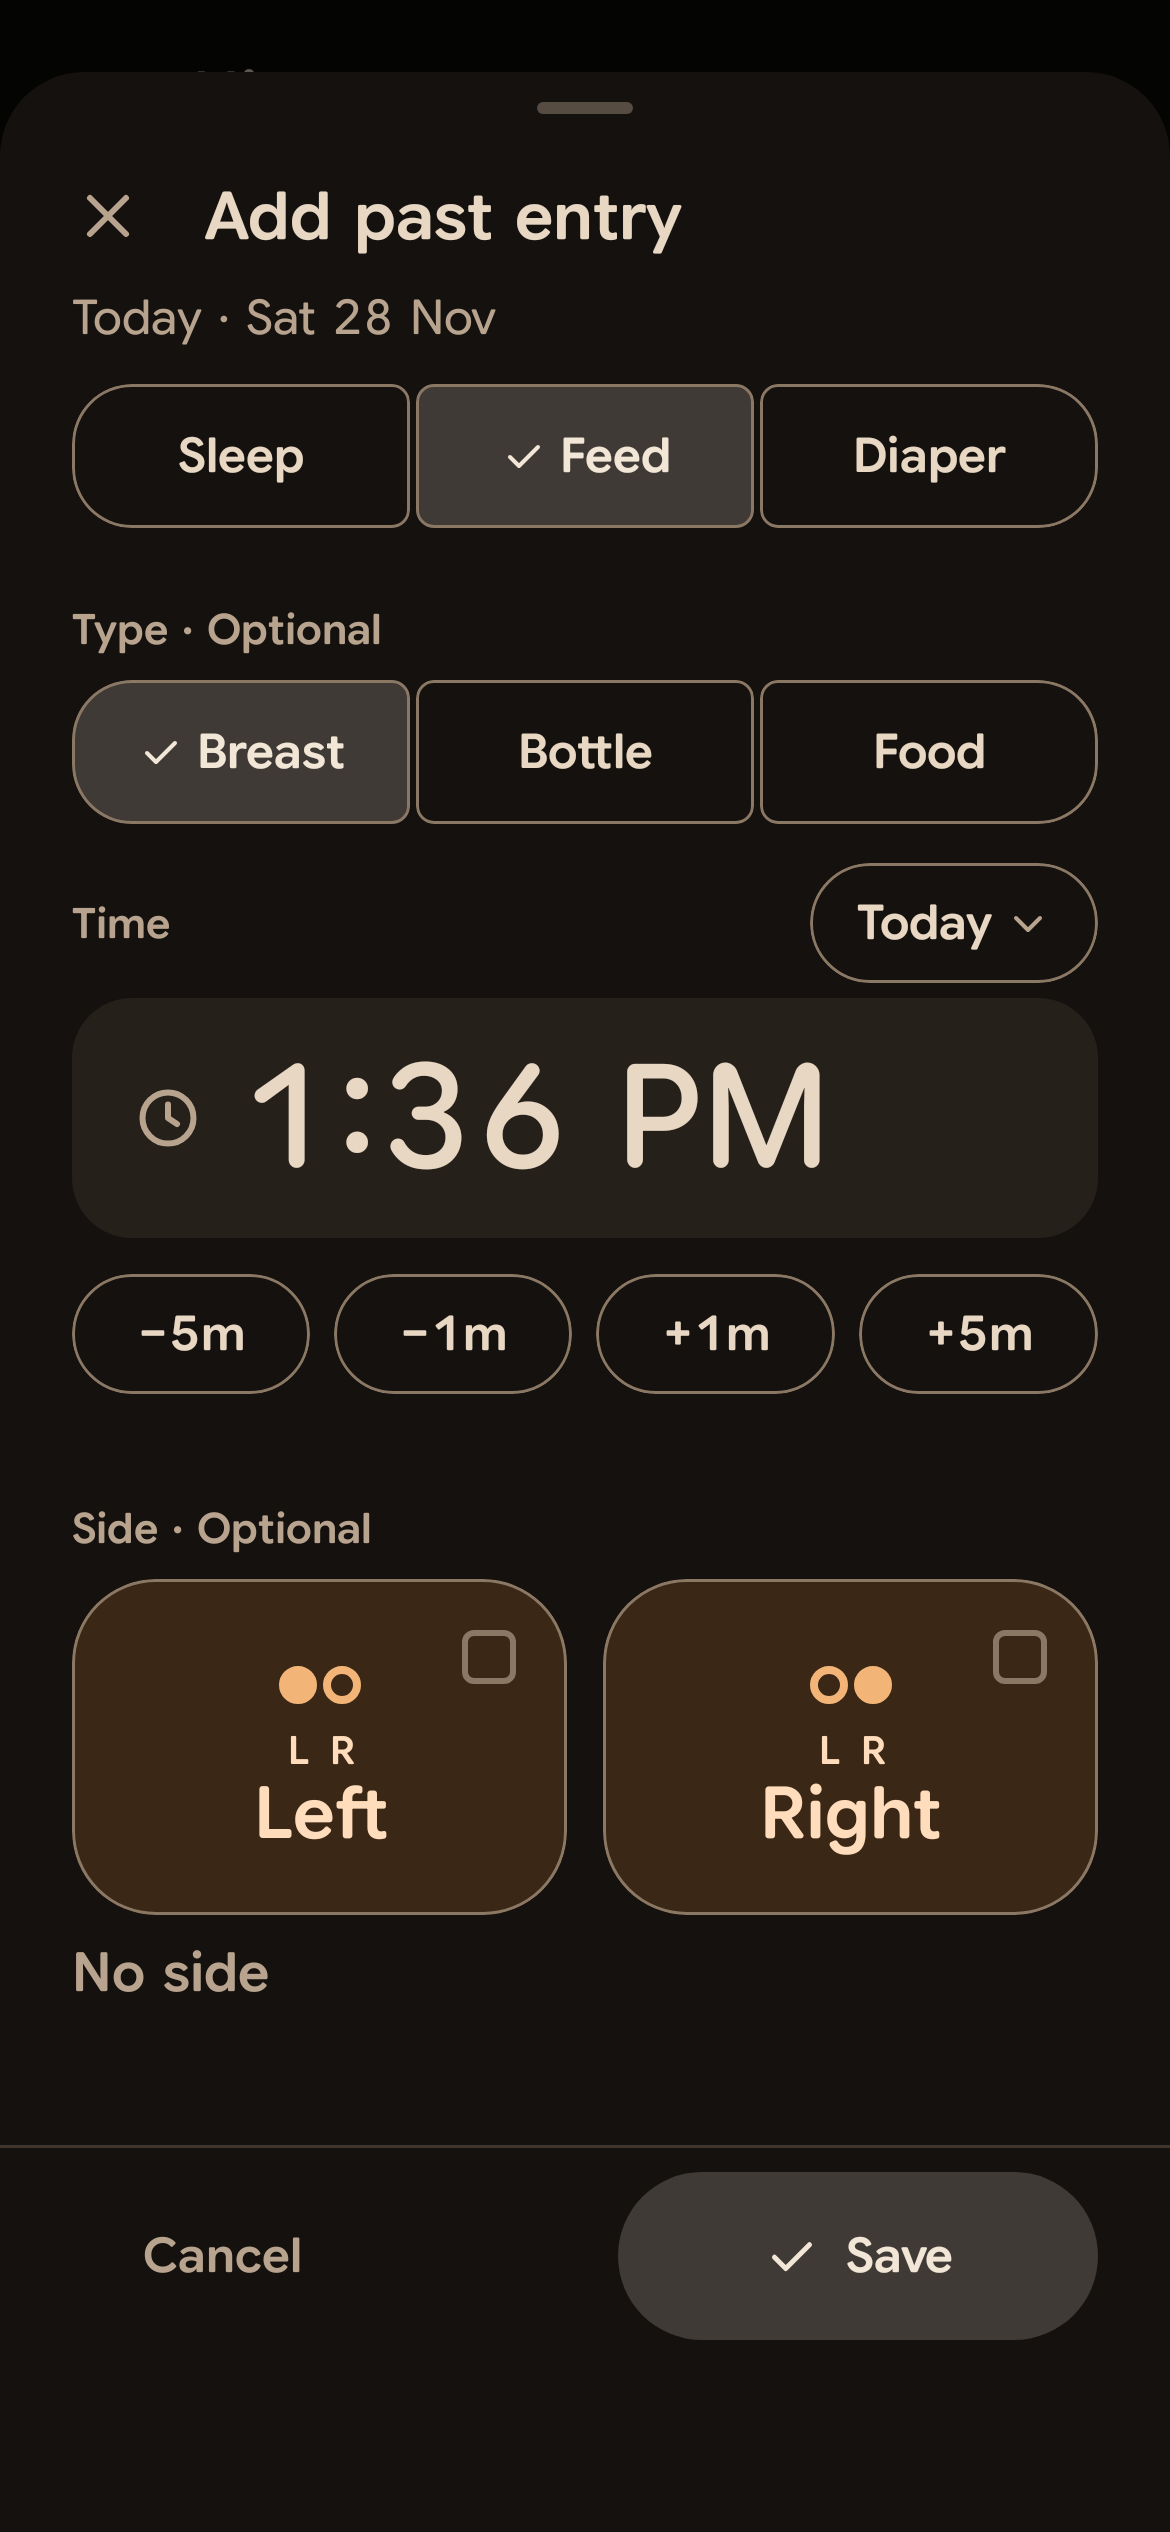 Add past entry
Today · Sat 28 Nov
Sleep
Feed
Diaper
Type · Optional
Breast
Bottle
Food
Time
Today
1:36 PM
−5m
−1m
+1m
+5m
Side · Optional
L R
Left
L R
Right
No side
Cancel
Save